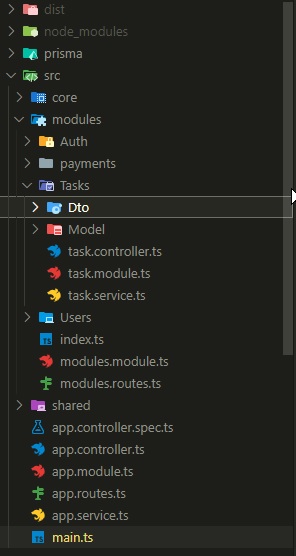 dist
node_modules
prisma
src
core
modules
Auth
payments
Tasks
Dto
Model
task.controller.ts
task.module.ts
task.service.ts
Users
TS index.ts
modules.module.ts
modules.routes.ts
shared
app.controller.spec.ts
app.controller.ts
app.module.ts
app.routes.ts
app.service.ts
TS main.ts